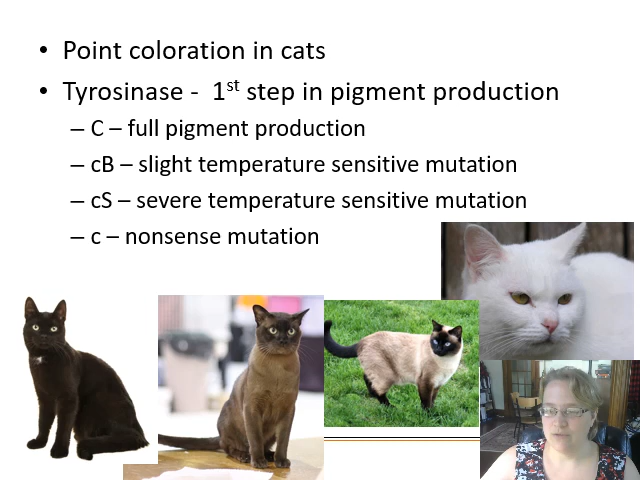 • Point coloration in cats
• Tyrosinase - 1st step in pigment production
– C – full pigment production
– cB – slight temperature sensitive mutation
– cS – severe temperature sensitive mutation
– c – nonsense mutation